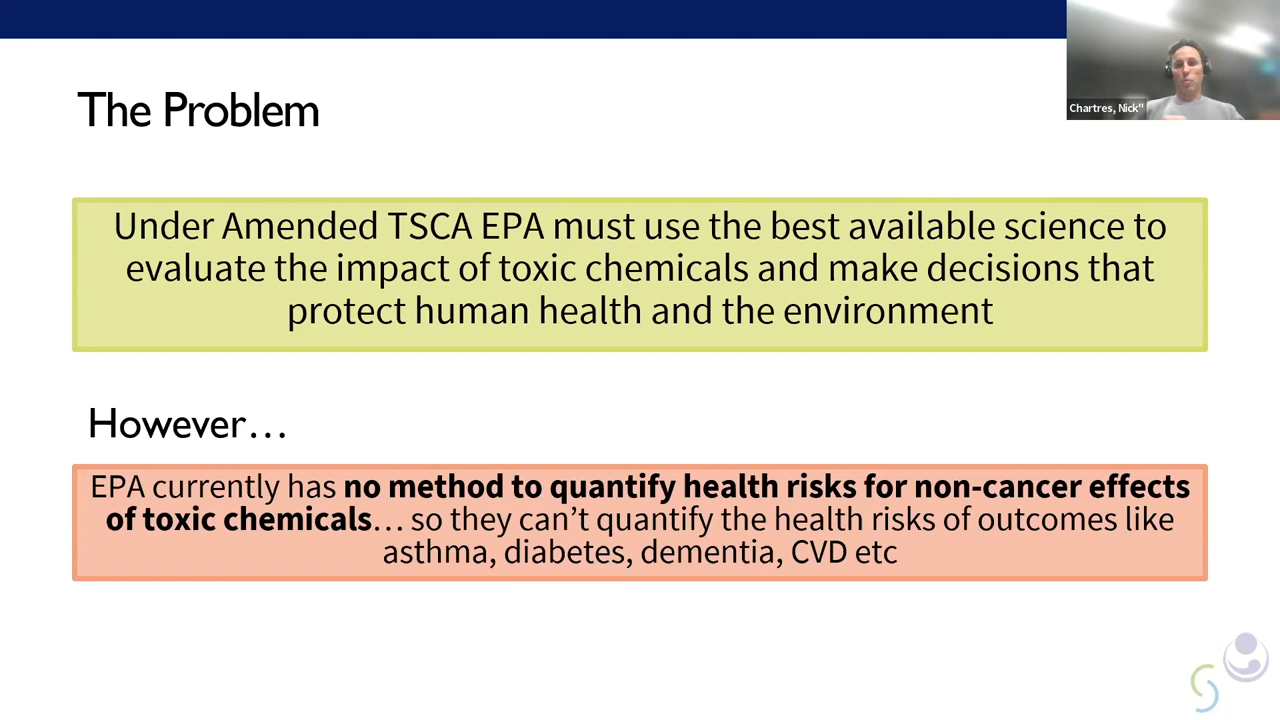 Chartres, Nick"
The Problem
Under Amended TSCA EPA must use the best available science to
evaluate the impact of toxic chemicals and make decisions that
protect human health and the environment
However…
EPA currently has no method to quantify health risks for non-cancer effects
of toxic chemicals… so they can’t quantify the health risks of outcomes like
asthma, diabetes, dementia, CVD etc